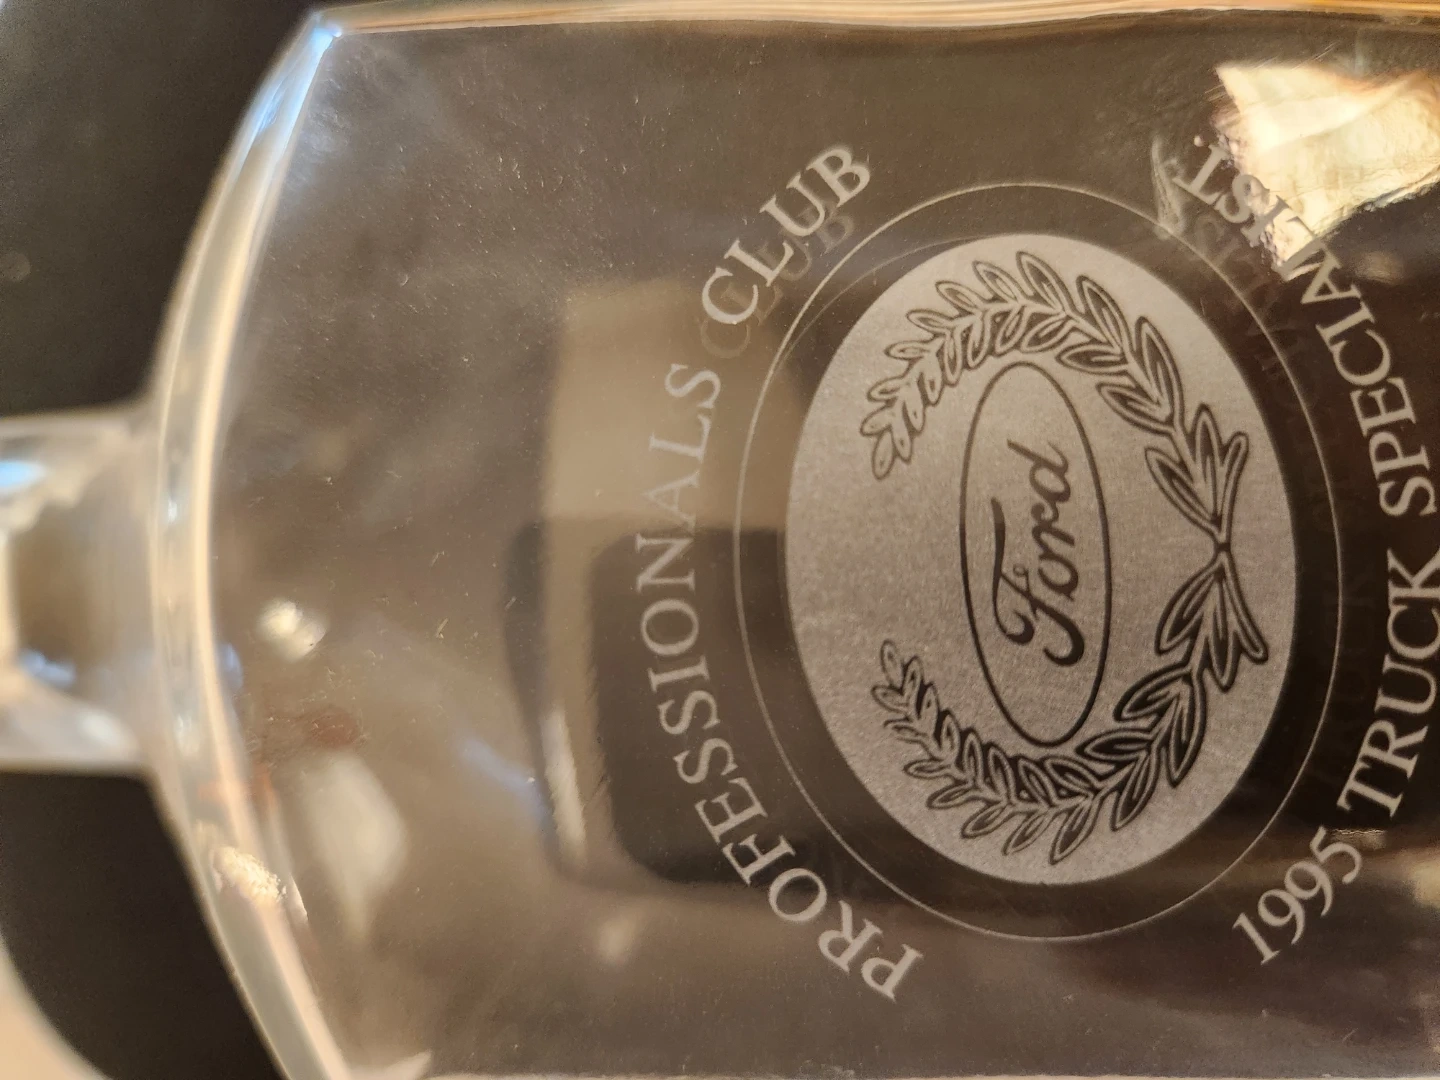 PROFESSIONALS CLUB
Ford
1995 TRUCK SPECIALIST